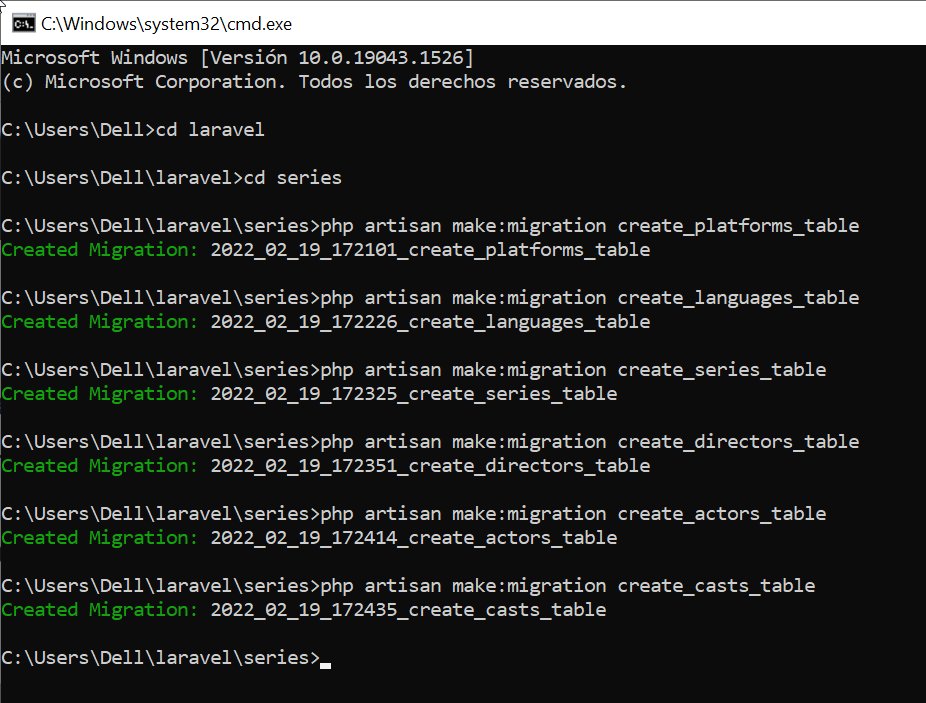 C:\Windows\system32\cmd.exe
Microsoft Windows [Versión 10.0.19043.1526]
(c) Microsoft Corporation. Todos los derechos reservados.
C:\Users\Dell>cd laravel
C:\Users\Dell\laravel>cd series
C:\Users\Dell\laravel\series>php artisan make:migration create_platforms_table
Created Migration: 2022_02_19_172101_create_platforms_table
C:\Users\Dell\laravel\series>php artisan make:migration create_languages_table
Created Migration: 2022_02_19_172226_create_languages_table
C:\Users\Dell\laravel\series>php artisan make:migration create_series_table
Created Migration: 2022_02_19_172325_create_series_table
C:\Users\Dell\laravel\series>php artisan make:migration create_directors_table
Created Migration: 2022_02_19_172351_create_directors_table
C:\Users\Dell\laravel\series>php artisan make:migration create_actors_table
Created Migration: 2022_02_19_172414_create_actors_table
C:\Users\Dell\laravel\series>php artisan make:migration create_casts_table
Created Migration: 2022_02_19_172435_create_casts_table
C:\Users\Dell\laravel\series>